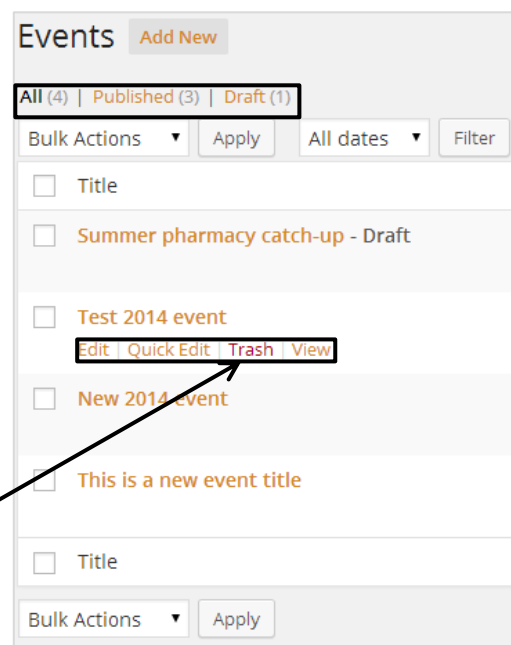 Events Add New
All (4) | Published (3) | Draft (1)
Bulk Actions Apply All dates Filter
Title
Summer pharmacy catch-up - Draft
Test 2014 event
Edit | Quick Edit | Trash | View
New 2014 event
This is a new event title
Title
Bulk Actions Apply